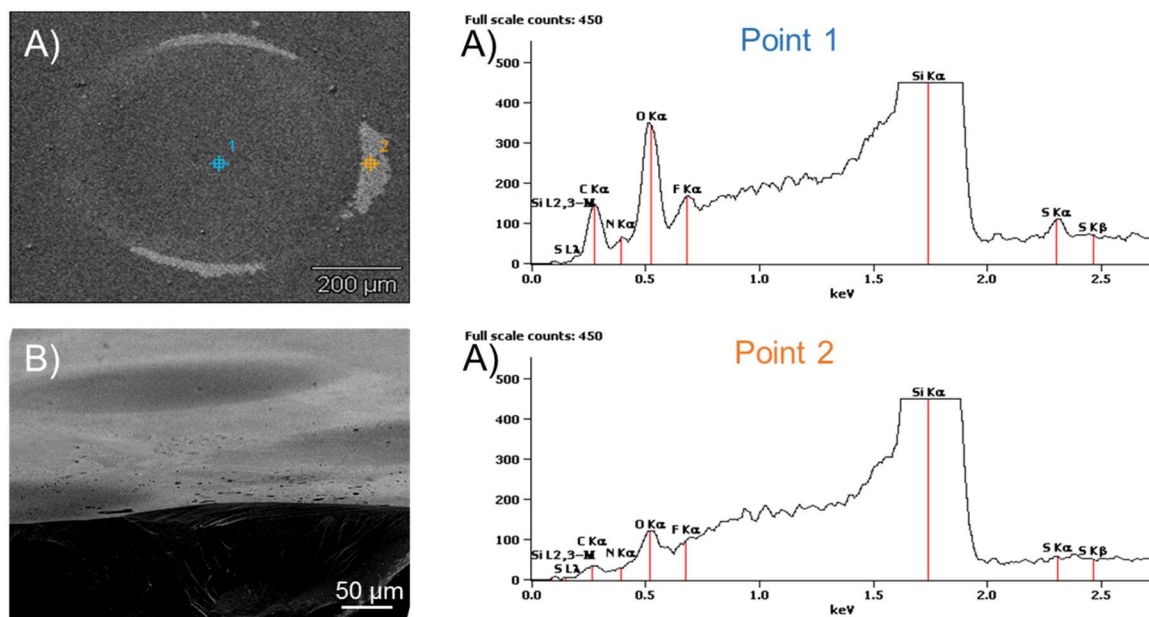 A)
1
2
200 µm
B)
50 µm
Full scale counts: 450
A)
Point 1
Si Kα
500
400
O Kα
300
200
C Kα
F Kα
Si L2,3-M
S Kα
100
N Kα
S Kβ
S Lλ
0
0.0
0.5
1.0
1.5
2.0
2.5
keV
Full scale counts: 450
A)
Point 2
500
Si Kα
400
300
200
O Kα
F Kα
100
C Kα
Si L2,3-M
N Kα
S Kα
S Kβ
S Lλ
0
0.0
0.5
1.0
1.5
2.0
2.5
keV